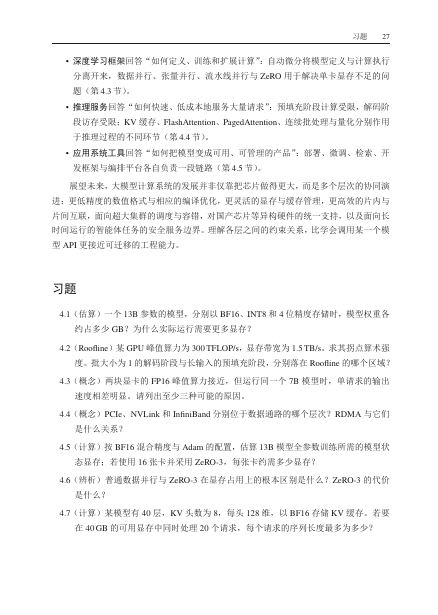 习题 27
• 深度学习框架回答“如何定义、训练和扩展计算”：自动微分将模型定义与计算执行
分离开来，数据并行、张量并行、流水线并行与 ZeRO 用于解决单卡显存不足的问
题（第 4.3 节）。
• 推理服务回答“如何快速、低成本地服务大量请求”：预填充阶段计算受限，解码阶
段访存受限；KV 缓存、FlashAttention、PagedAttention、连续批处理与量化分别作用
于推理过程的不同环节（第 4.4 节）。
• 应用系统工具回答“如何把模型变成可用、可管理的产品”：部署、微调、检索、开
发框架与编排平台各自负责一段链路（第 4.5 节）。
展望未来，大模型计算系统的发展并非仅靠把芯片做得更大，而是多个层次的协同演
进：更低精度的数值格式与相应的编译优化，更灵活的显存与缓存管理，更高效的片内与
片间互联，面向超大集群的调度与容错，对国产芯片等异构硬件的统一支持，以及面向长
时间运行的智能体任务的安全服务边界。理解各层之间的约束关系，比学会调用某一个模
型 API 更接近可迁移的工程能力。
习题
4.1（估算）一个 13B 参数的模型，分别以 BF16、INT8 和 4 位精度存储时，模型权重各
约占多少 GB？为什么实际运行需要更多显存？
4.2（Roofline）某 GPU 峰值算力为 300 TFLOP/s，显存带宽为 1.5 TB/s。求其拐点算术强
度。批大小为 1 的解码阶段与长输入的预填充阶段，分别落在 Roofline 的哪个区域？
4.3（概念）两块显卡的 FP16 峰值算力接近，但运行同一个 7B 模型时，单请求的输出
速度相差明显。请列出至少三种可能的原因。
4.4（概念）PCIe、NVLink 和 InfiniBand 分别位于数据通路的哪个层次？RDMA 与它们
是什么关系？
4.5（计算）按 BF16 混合精度与 Adam 的配置，估算 13B 模型全参数训练所需的模型状
态显存；若使用 16 张卡并采用 ZeRO-3，每张卡约需多少显存？
4.6（辨析）普通数据并行与 ZeRO-3 在显存占用上的根本区别是什么？ZeRO-3 的代价
是什么？
4.7（计算）某模型有 40 层，KV 头数为 8，每头 128 维，以 BF16 存储 KV 缓存。若要
在 40 GB 的可用显存中同时处理 20 个请求，每个请求的序列长度最多为多少？